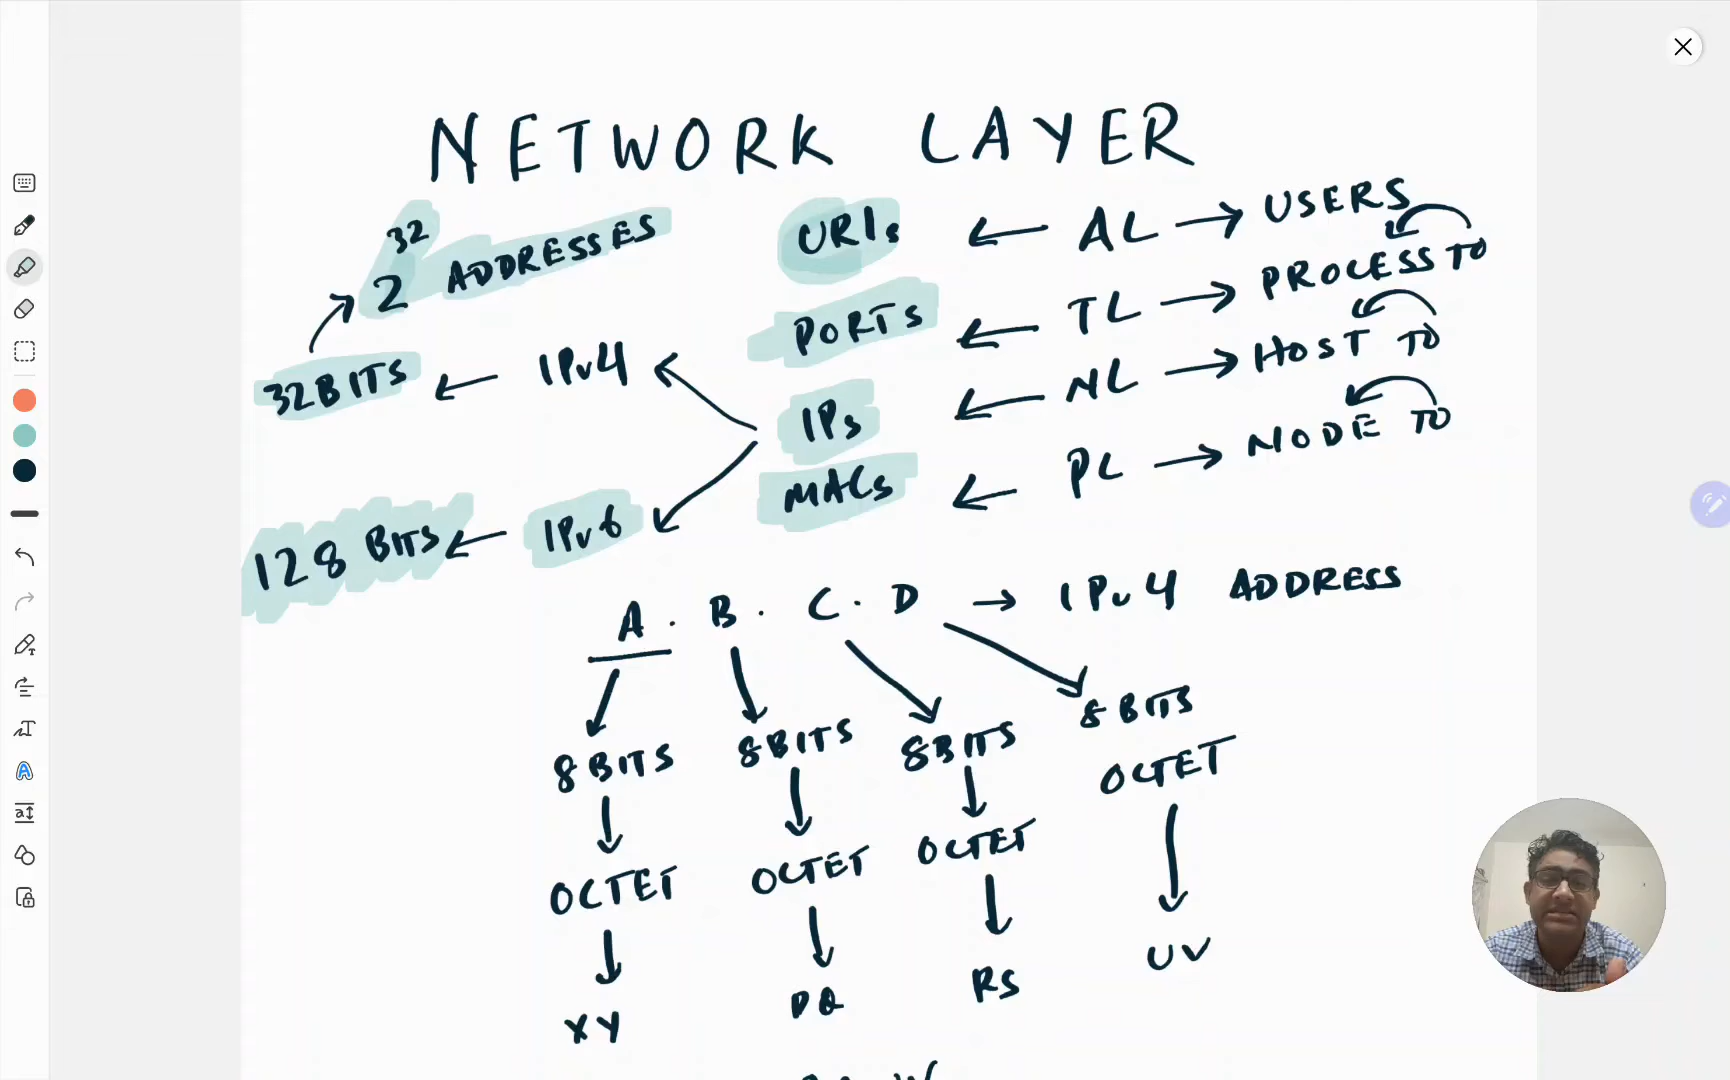 NETWORK LAYER
URIs ← AL → USERS
2^32 ADDRESSES
PORTS ← TL → PROCESS TO
32 BITS ← IPv4
IPs ← NL → HOST TO
MACs ← PL → NODE TO
128 BITS ← IPv6
A . B . C . D → IPv4 ADDRESS
8 BITS 8 BITS 8 BITS 8 BITS
OCTET OCTET OCTET OCTET
XY PQ RS UV